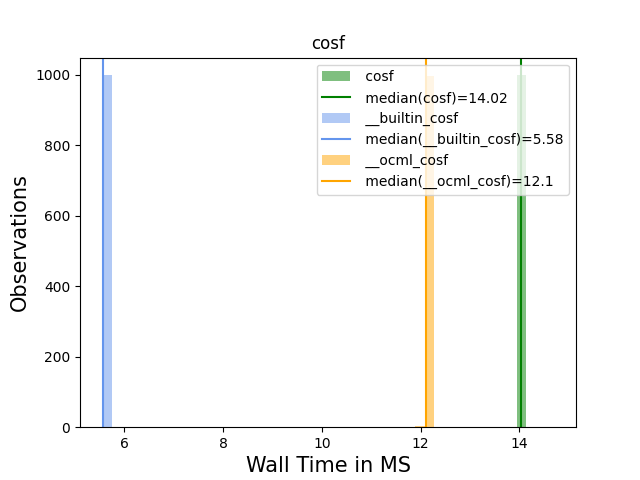 cosf
1000
800
600
400
200
0
Observations
cosf
median(cosf)=14.02
__builtin_cosf
median(__builtin_cosf)=5.58
__ocml_cosf
median(__ocml_cosf)=12.1
6 8 10 12 14
Wall Time in MS